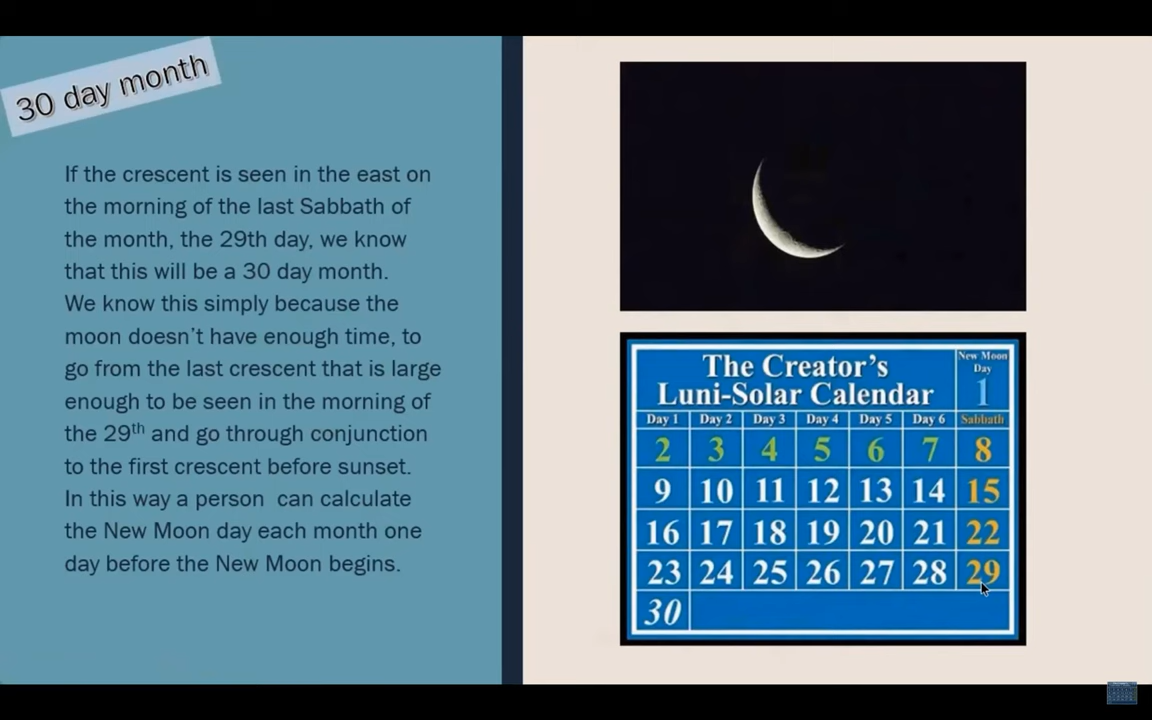 30 day month
If the crescent is seen in the east on
the morning of the last Sabbath of
the month, the 29th day, we know
that this will be a 30 day month.
We know this simply because the
moon doesn't have enough time, to
go from the last crescent that is large
enough to be seen in the morning of
the 29th and go through conjunction
to the first crescent before sunset.
In this way a person can calculate
the New Moon day each month one
day before the New Moon begins.
The Creator's
Luni-Solar Calendar
New Moon
Day
1
Day 1 Day 2 Day 3 Day 4 Day 5 Day 6 Sabbath
2 3 4 5 6 7 8
9 10 11 12 13 14 15
16 17 18 19 20 21 22
23 24 25 26 27 28 29
30